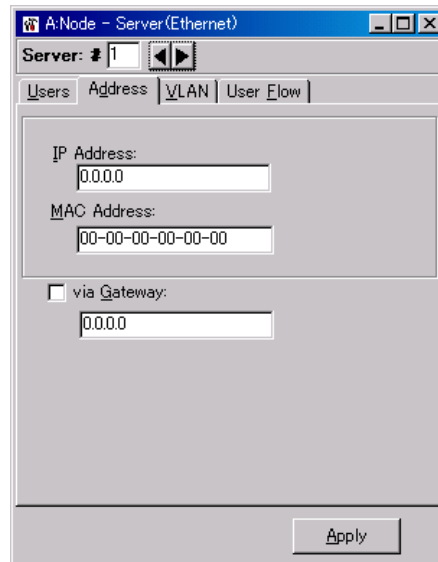 A:Node - Server(Ethernet)
Server: # 1
Users Address VLAN User Flow
IP Address:
0.0.0.0
MAC Address:
00-00-00-00-00-00
via Gateway:
0.0.0.0
Apply